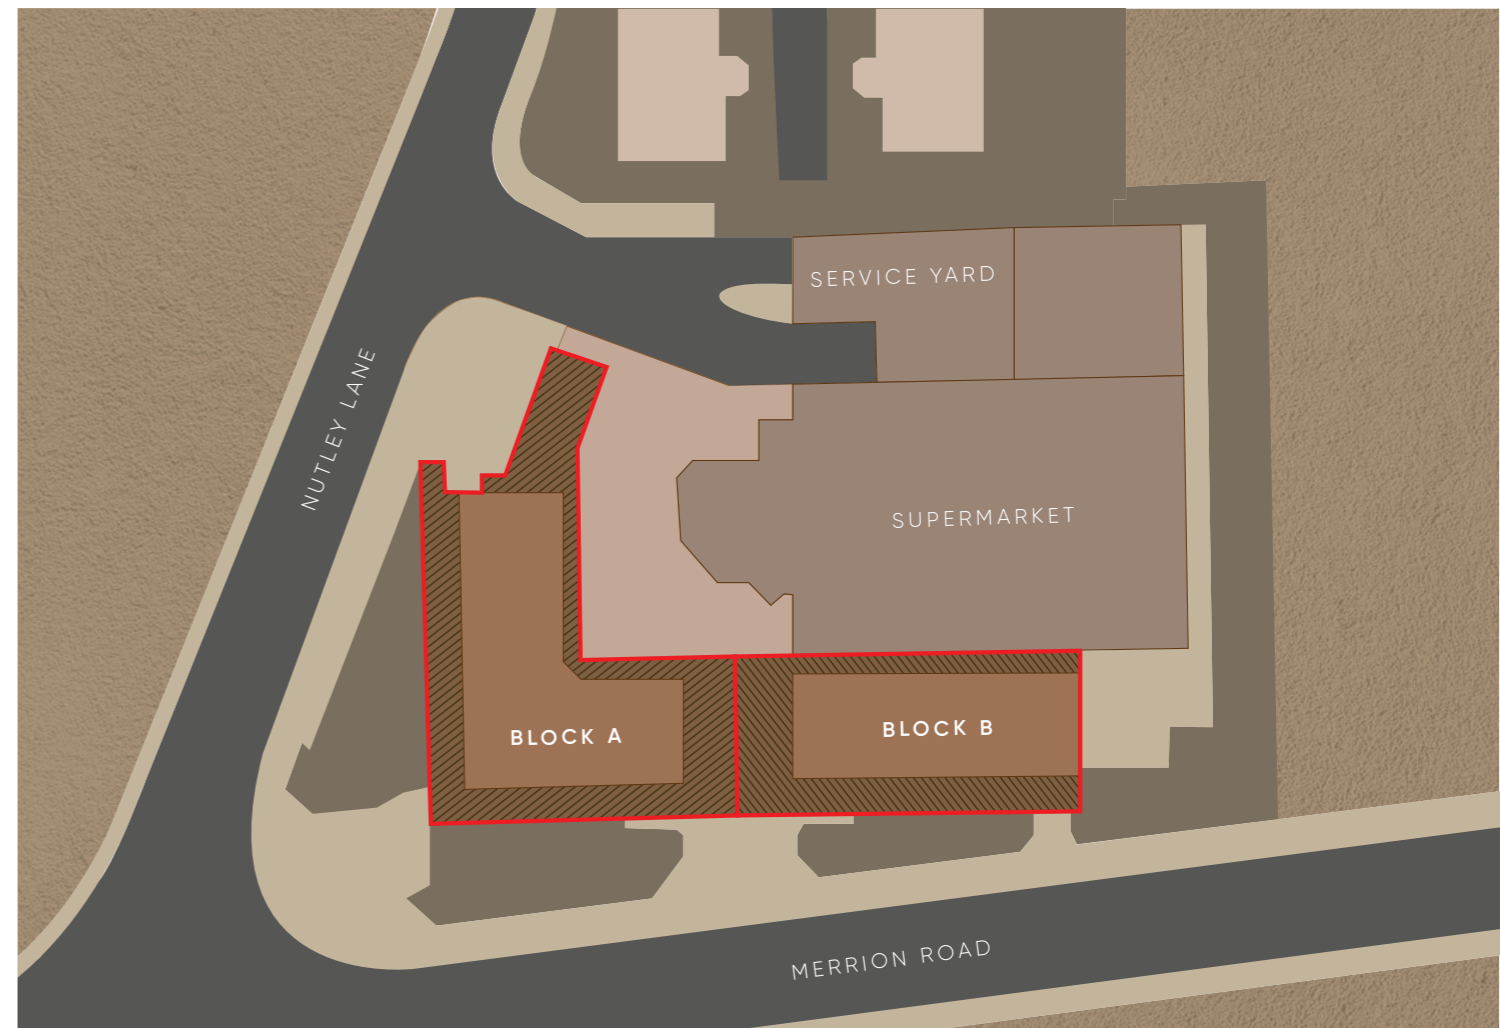 SERVICE YARD
NUTLEY LANE
SUPERMARKET
BLOCK A
BLOCK B
MERRION ROAD